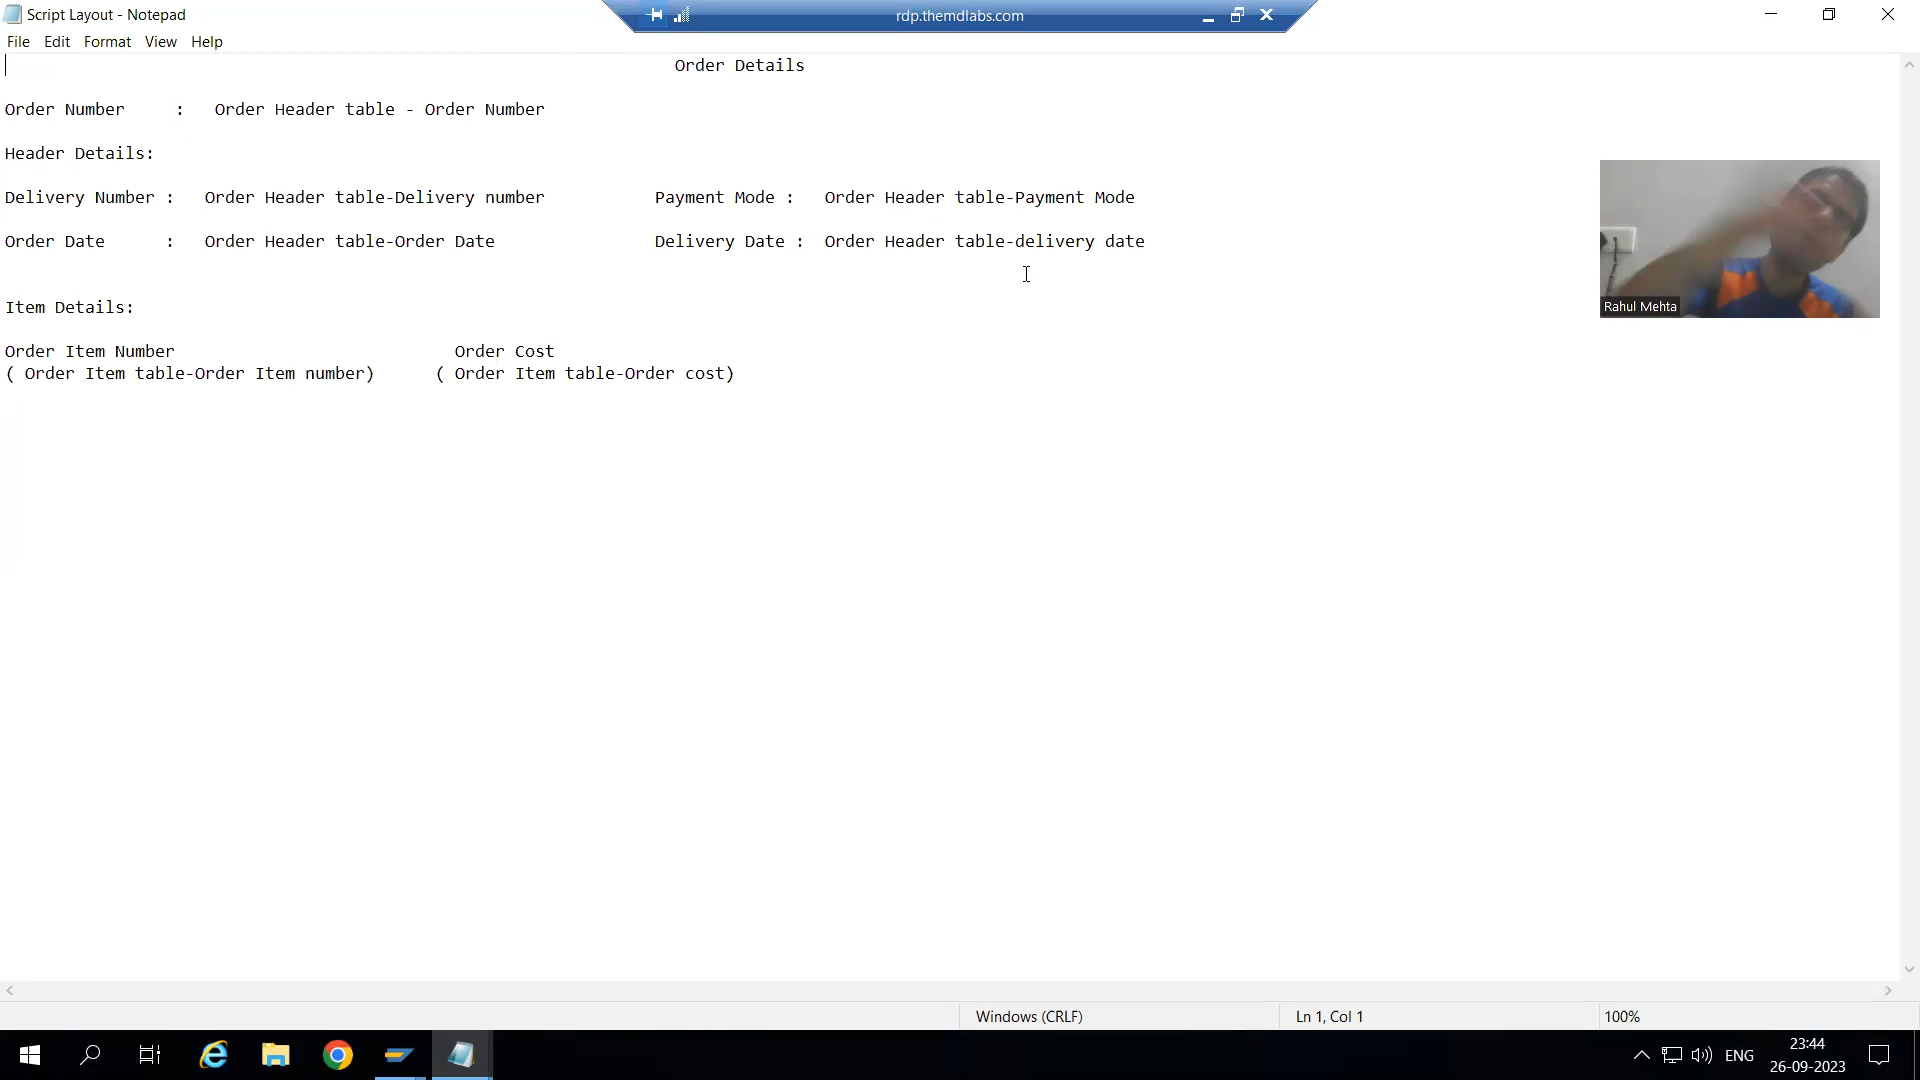 Script Layout - Notepad
rdp.themdlabs.com
File Edit Format View Help
Order Details
Order Number : Order Header table - Order Number
Header Details:
Delivery Number : Order Header table-Delivery number Payment Mode : Order Header table-Payment Mode
Order Date : Order Header table-Order Date Delivery Date : Order Header table-delivery date
Item Details:
Order Item Number Order Cost
( Order Item table-Order Item number) ( Order Item table-Order cost)
Rahul Mehta
Windows (CRLF) Ln 1, Col 1 100%
ENG
23:44
26-09-2023